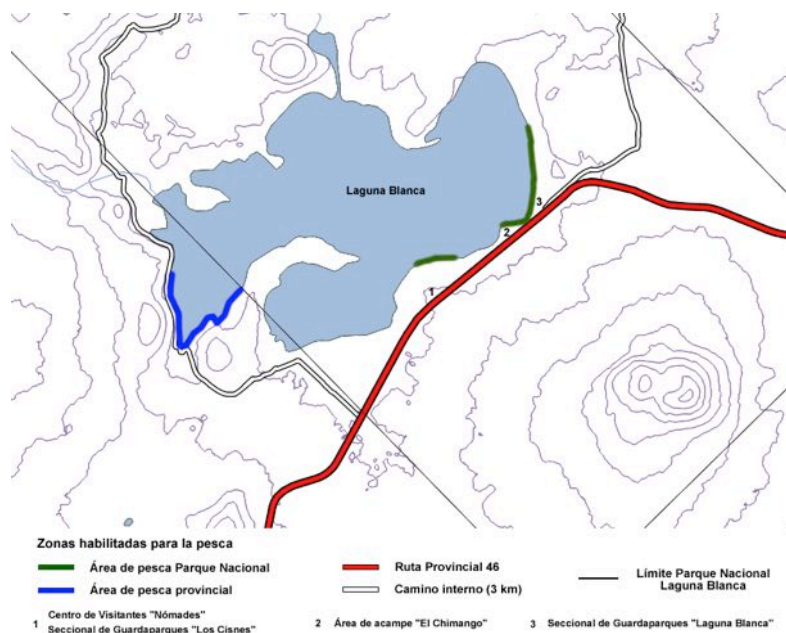 Laguna Blanca
3
2
1
Zonas habilitadas para la pesca
Área de pesca Parque Nacional
Área de pesca provincial
Ruta Provincial 46
Camino interno (3 km)
Límite Parque Nacional
Laguna Blanca
1 Centro de Visitantes "Nómades"
Seccional de Guardaparques "Los Cisnes"
2 Área de acampe "El Chimango"
3 Seccional de Guardaparques "Laguna Blanca"